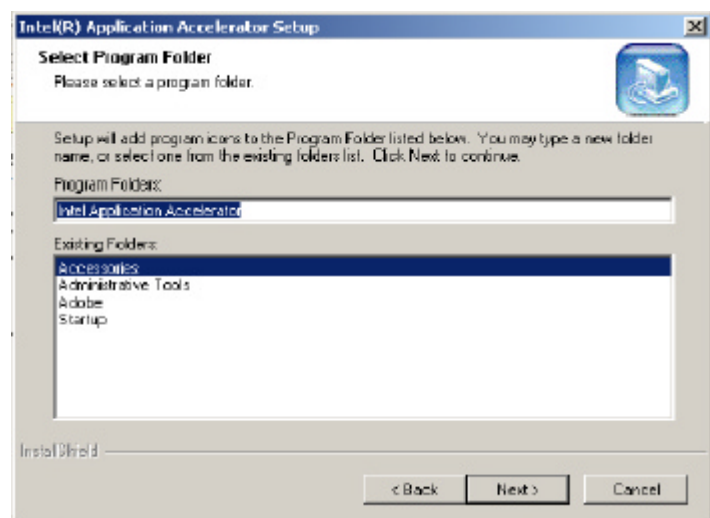 Intel(R) Application Accelerator Setup
Select Program Folder
Please select a program folder.
Setup will add program icons to the Program Folder listed below. You may type a new folder
name, or select one from the existing folders list. Click Next to continue.
Program Folders:
Intel Application Accelerator
Existing Folders:
Accessories
Administrative Tools
Adobe
Startup
InstallShield
< Back
Next >
Cancel